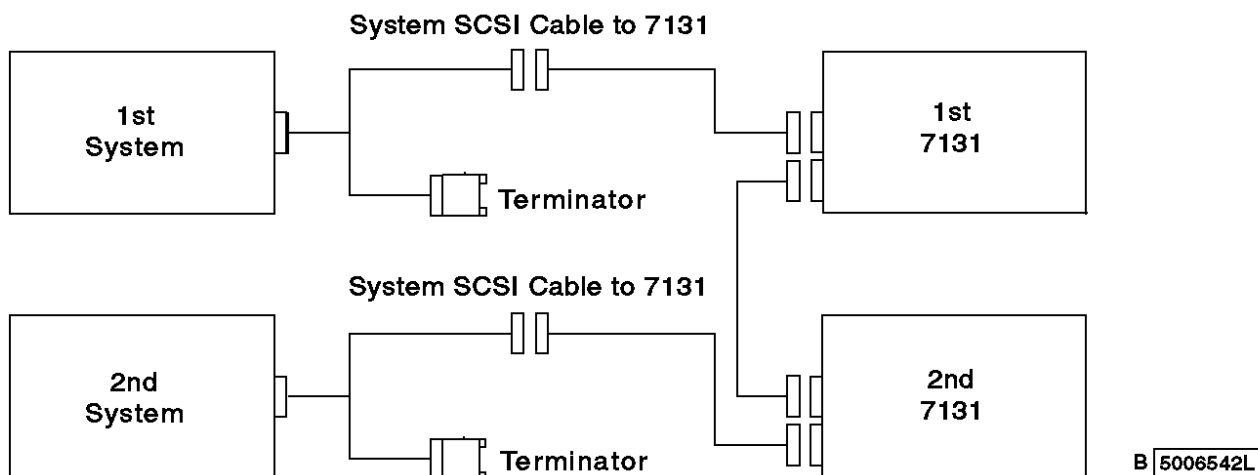 System SCSI Cable to 7131
1st
System
1st
7131
Terminator
System SCSI Cable to 7131
2nd
System
2nd
7131
Terminator
B 5006542L